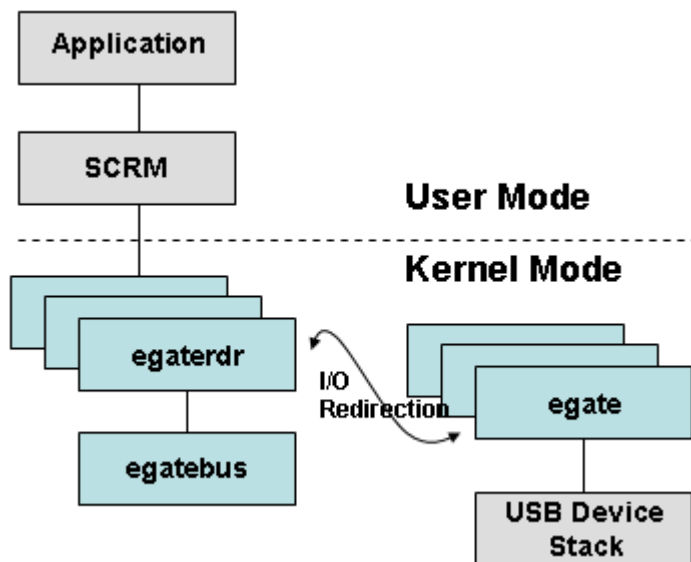 Application
SCRM
User Mode
Kernel Mode
egaterdr
I/O
Redirection
egate
egatebus
USB Device
Stack